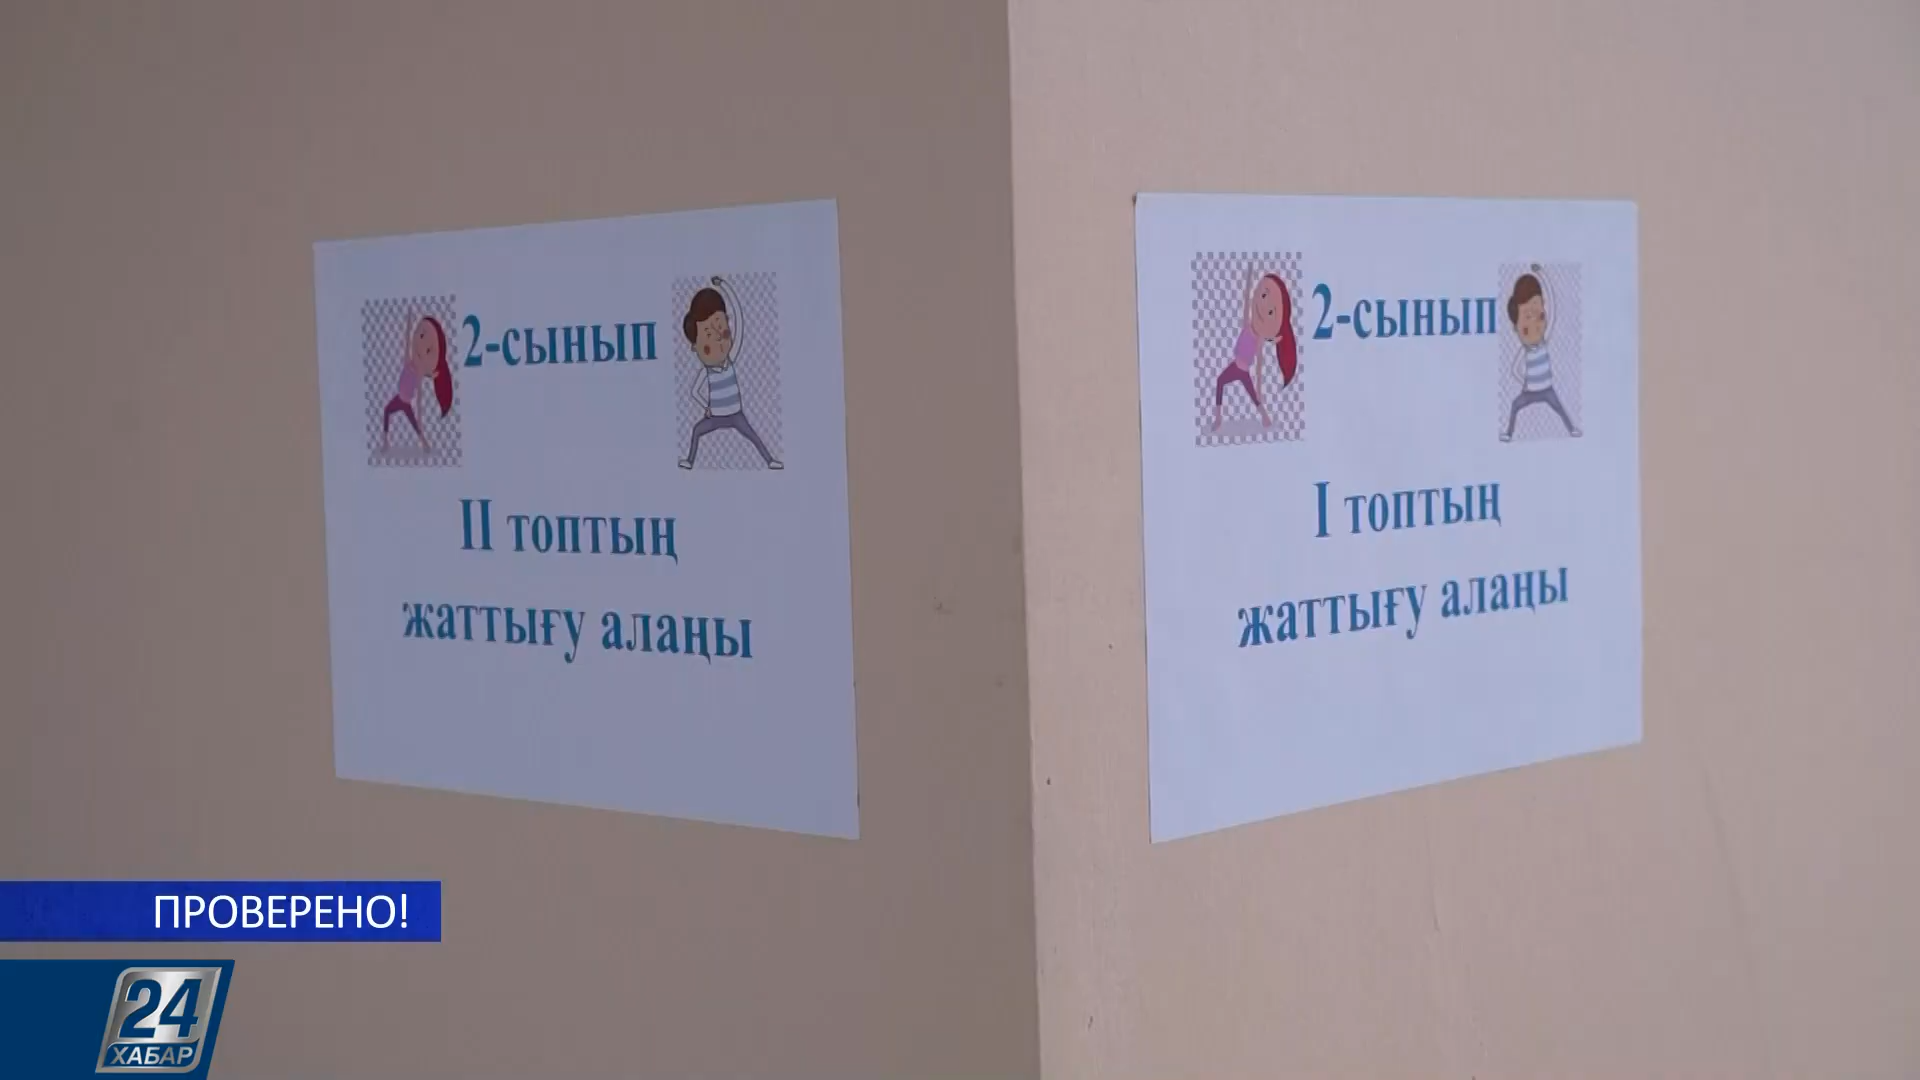 2-сынып
II топтың
жаттығу алаңы
2-сынып
I топтың
жаттығу алаңы
ПРОВЕРЕНО!
24
ХАБАР